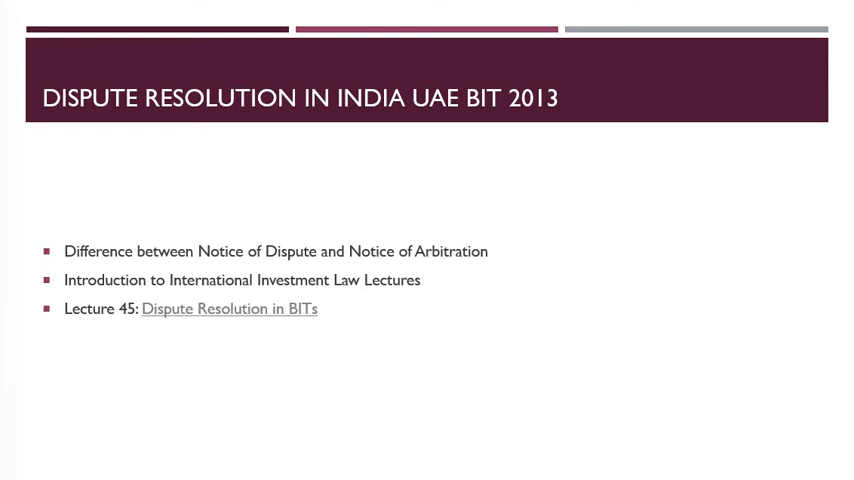 DISPUTE RESOLUTION IN INDIA UAE BIT 2013
Difference between Notice of Dispute and Notice of Arbitration
Introduction to International Investment Law Lectures
Lecture 45: Dispute Resolution in BITs